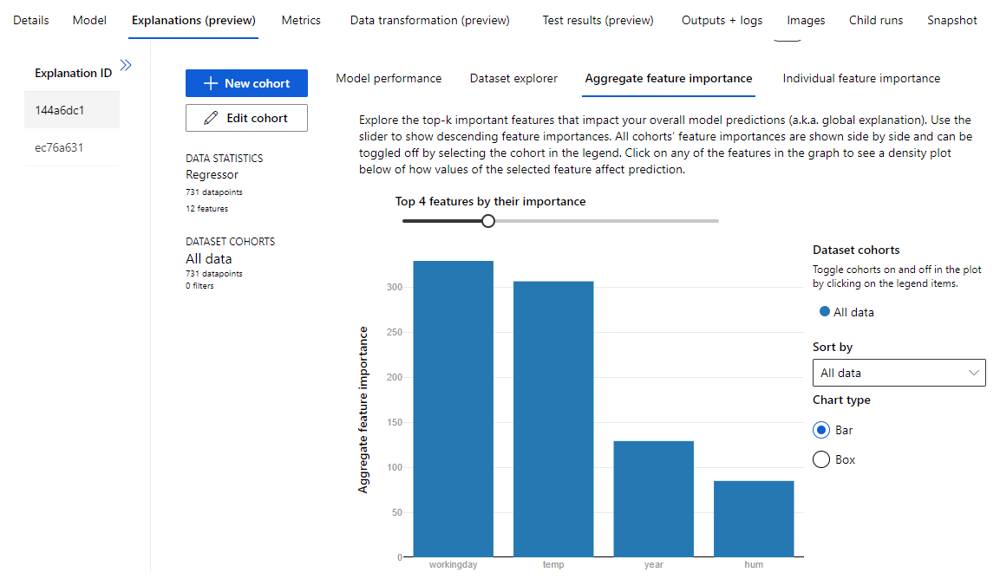 Details Model Explanations (preview) Metrics Data transformation (preview) Test results (preview) Outputs + logs Images Child runs Snapshot
Explanation ID
144a6dc1
ec76a631
New cohort
Edit cohort
DATA STATISTICS
Regressor
731 datapoints
12 features
DATASET COHORTS
All data
731 datapoints
0 filters
Model performance Dataset explorer Aggregate feature importance Individual feature importance
Explore the top-k important features that impact your overall model predictions (a.k.a. global explanation). Use the
slider to show descending feature importances. All cohorts' feature importances are shown side by side and can be
toggled off by selecting the cohort in the legend. Click on any of the features in the graph to see a density plot
below of how values of the selected feature affect prediction.
Top 4 features by their importance
Aggregate feature importance
300
250
200
150
100
50
0
workingday temp year hum
Dataset cohorts
Toggle cohorts on and off in the plot
by clicking on the legend items.
All data
Sort by
All data
Chart type
Bar
Box